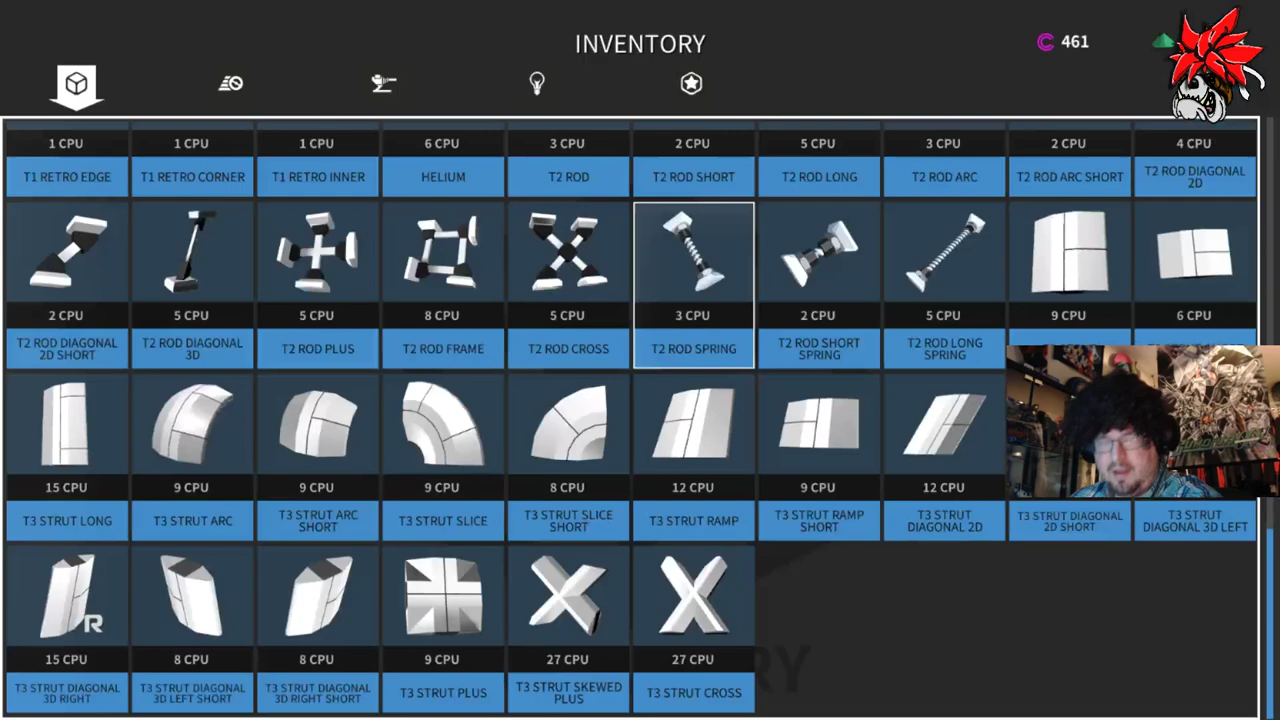 INVENTORY
461
1 CPU 1 CPU 1 CPU 6 CPU 3 CPU 2 CPU 5 CPU 3 CPU 2 CPU 4 CPU
T1 RETRO EDGE T1 RETRO CORNER T1 RETRO INNER HELIUM T2 ROD T2 ROD SHORT T2 ROD LONG T2 ROD ARC T2 ROD ARC SHORT T2 ROD DIAGONAL
2D
2 CPU 5 CPU 5 CPU 8 CPU 5 CPU 3 CPU 2 CPU 5 CPU 9 CPU 6 CPU
T2 ROD DIAGONAL
2D SHORT
T2 ROD DIAGONAL
3D
T2 ROD PLUS T2 ROD FRAME T2 ROD CROSS T2 ROD SPRING
T2 ROD SHORT
SPRING
T2 ROD LONG
SPRING
15 CPU 9 CPU 9 CPU 9 CPU 8 CPU 12 CPU 9 CPU 12 CPU
T3 STRUT LONG T3 STRUT ARC
T3 STRUT ARC
SHORT
T3 STRUT SLICE
T3 STRUT SLICE
SHORT
T3 STRUT RAMP
T3 STRUT RAMP
SHORT
T3 STRUT
DIAGONAL 2D
T3 STRUT DIAGONAL
2D SHORT
T3 STRUT
DIAGONAL 3D LEFT
R
15 CPU 8 CPU 8 CPU 9 CPU 27 CPU 27 CPU
T3 STRUT DIAGONAL
3D RIGHT
T3 STRUT DIAGONAL
3D LEFT SHORT
T3 STRUT DIAGONAL
3D RIGHT SHORT
T3 STRUT PLUS
T3 STRUT SKEWED
PLUS
T3 STRUT CROSS